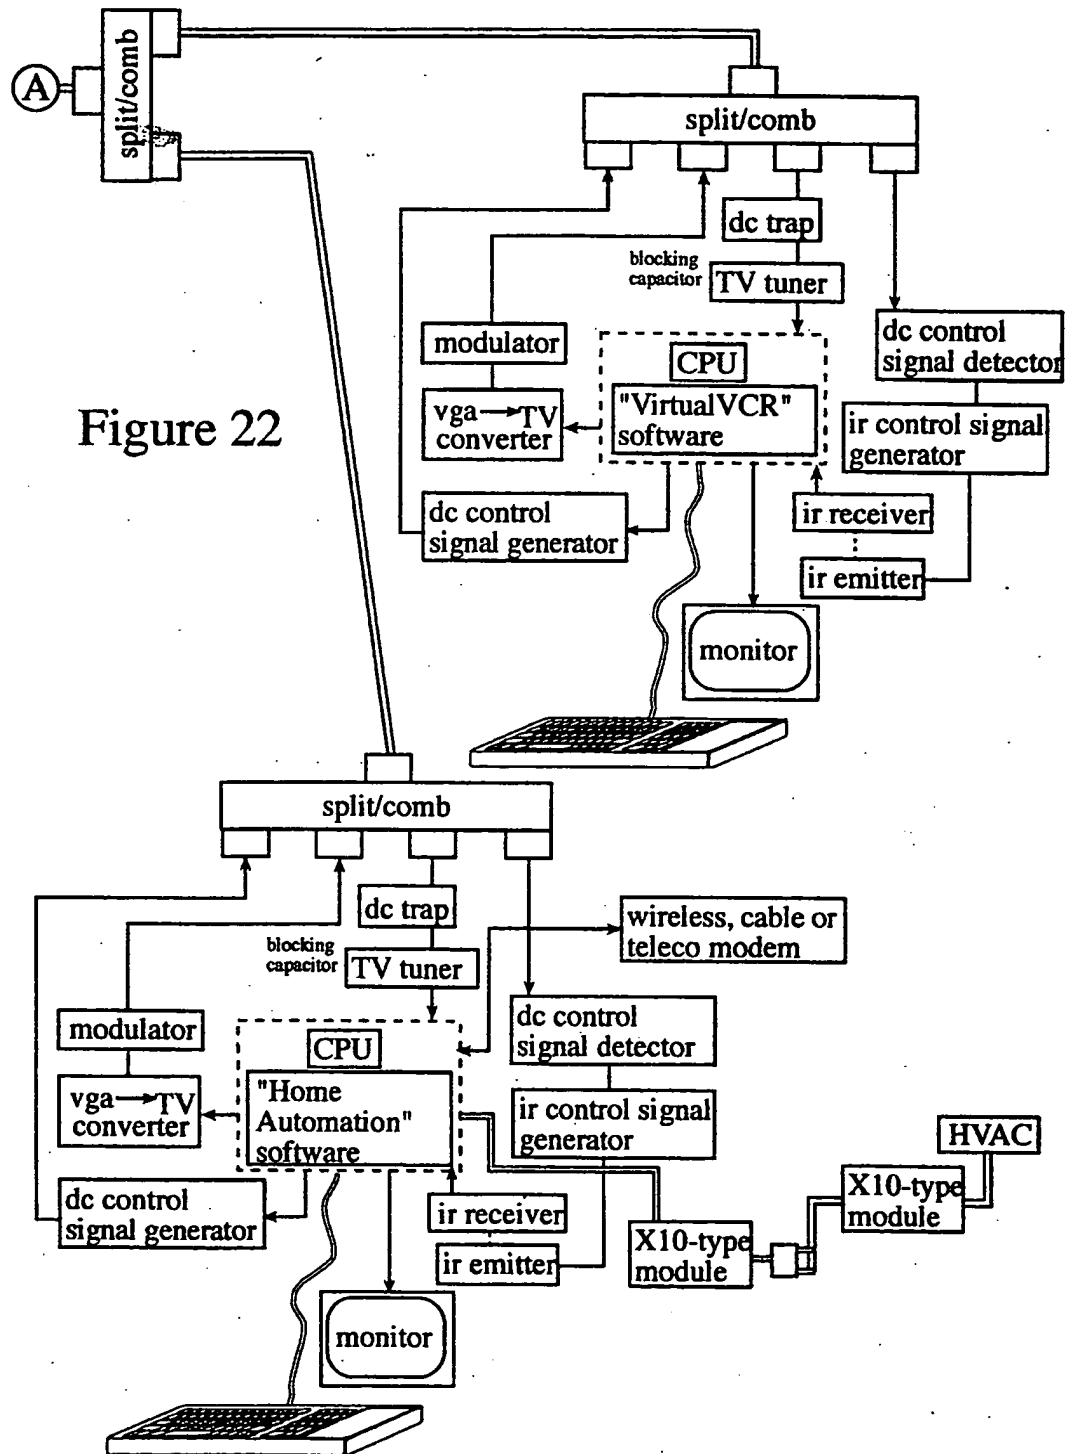 A
split/comb
split/comb
dc trap
blocking
capacitor
TV tuner
dc control
signal detector
modulator
CPU
vga → TV
converter
"VirtualVCR"
software
ir control signal
generator
Figure 22
dc control
signal generator
ir receiver
ir emitter
monitor
split/comb
dc trap
wireless, cable or
teleco modem
blocking
capacitor
TV tuner
modulator
CPU
dc control
signal detector
vga → TV
converter
"Home
Automation"
software
ir control signal
generator
HVAC
dc control
signal generator
ir receiver
ir emitter
X10-type
module
X10-type
module
monitor